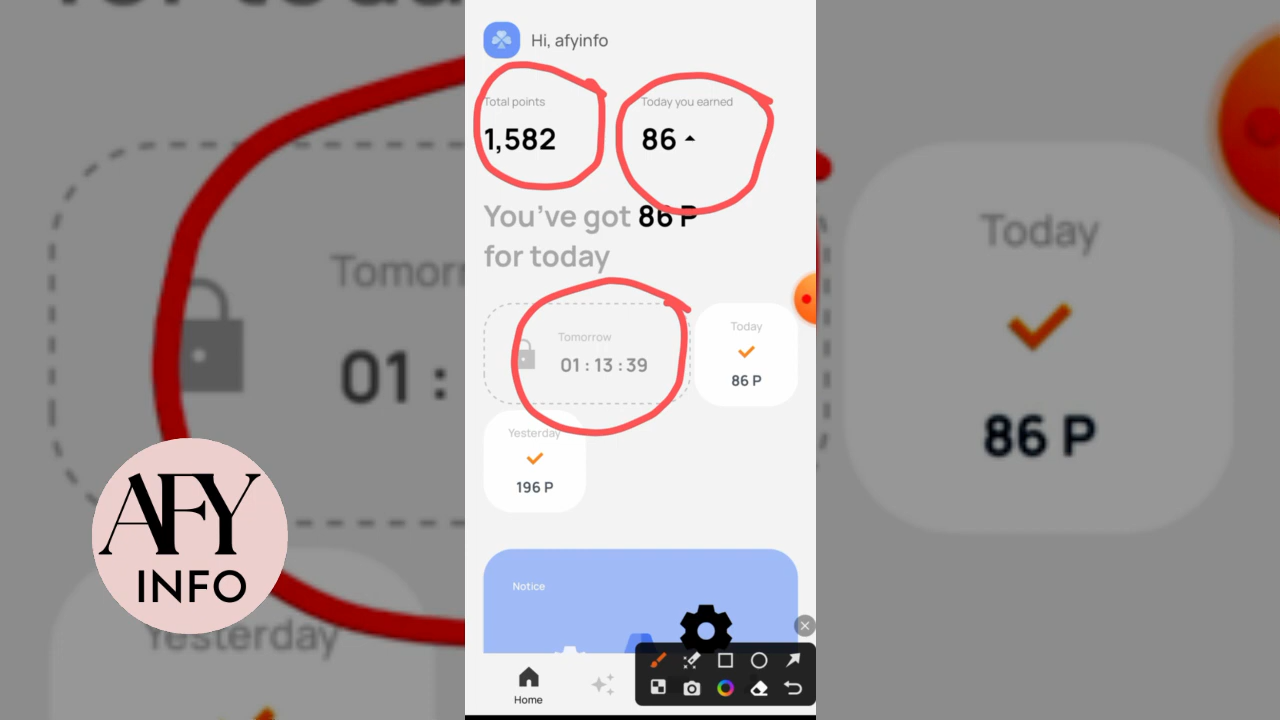 Hi, afyinfo
Total points
Today you earned
1,582
86
You've got 86 P
for today
Tomorrow
01 : 13 : 39
Today
86 P
Yesterday
196 P
Notice
Home
Tomorr
01 :
Yesterday
Today
86 P
AFY
INFO